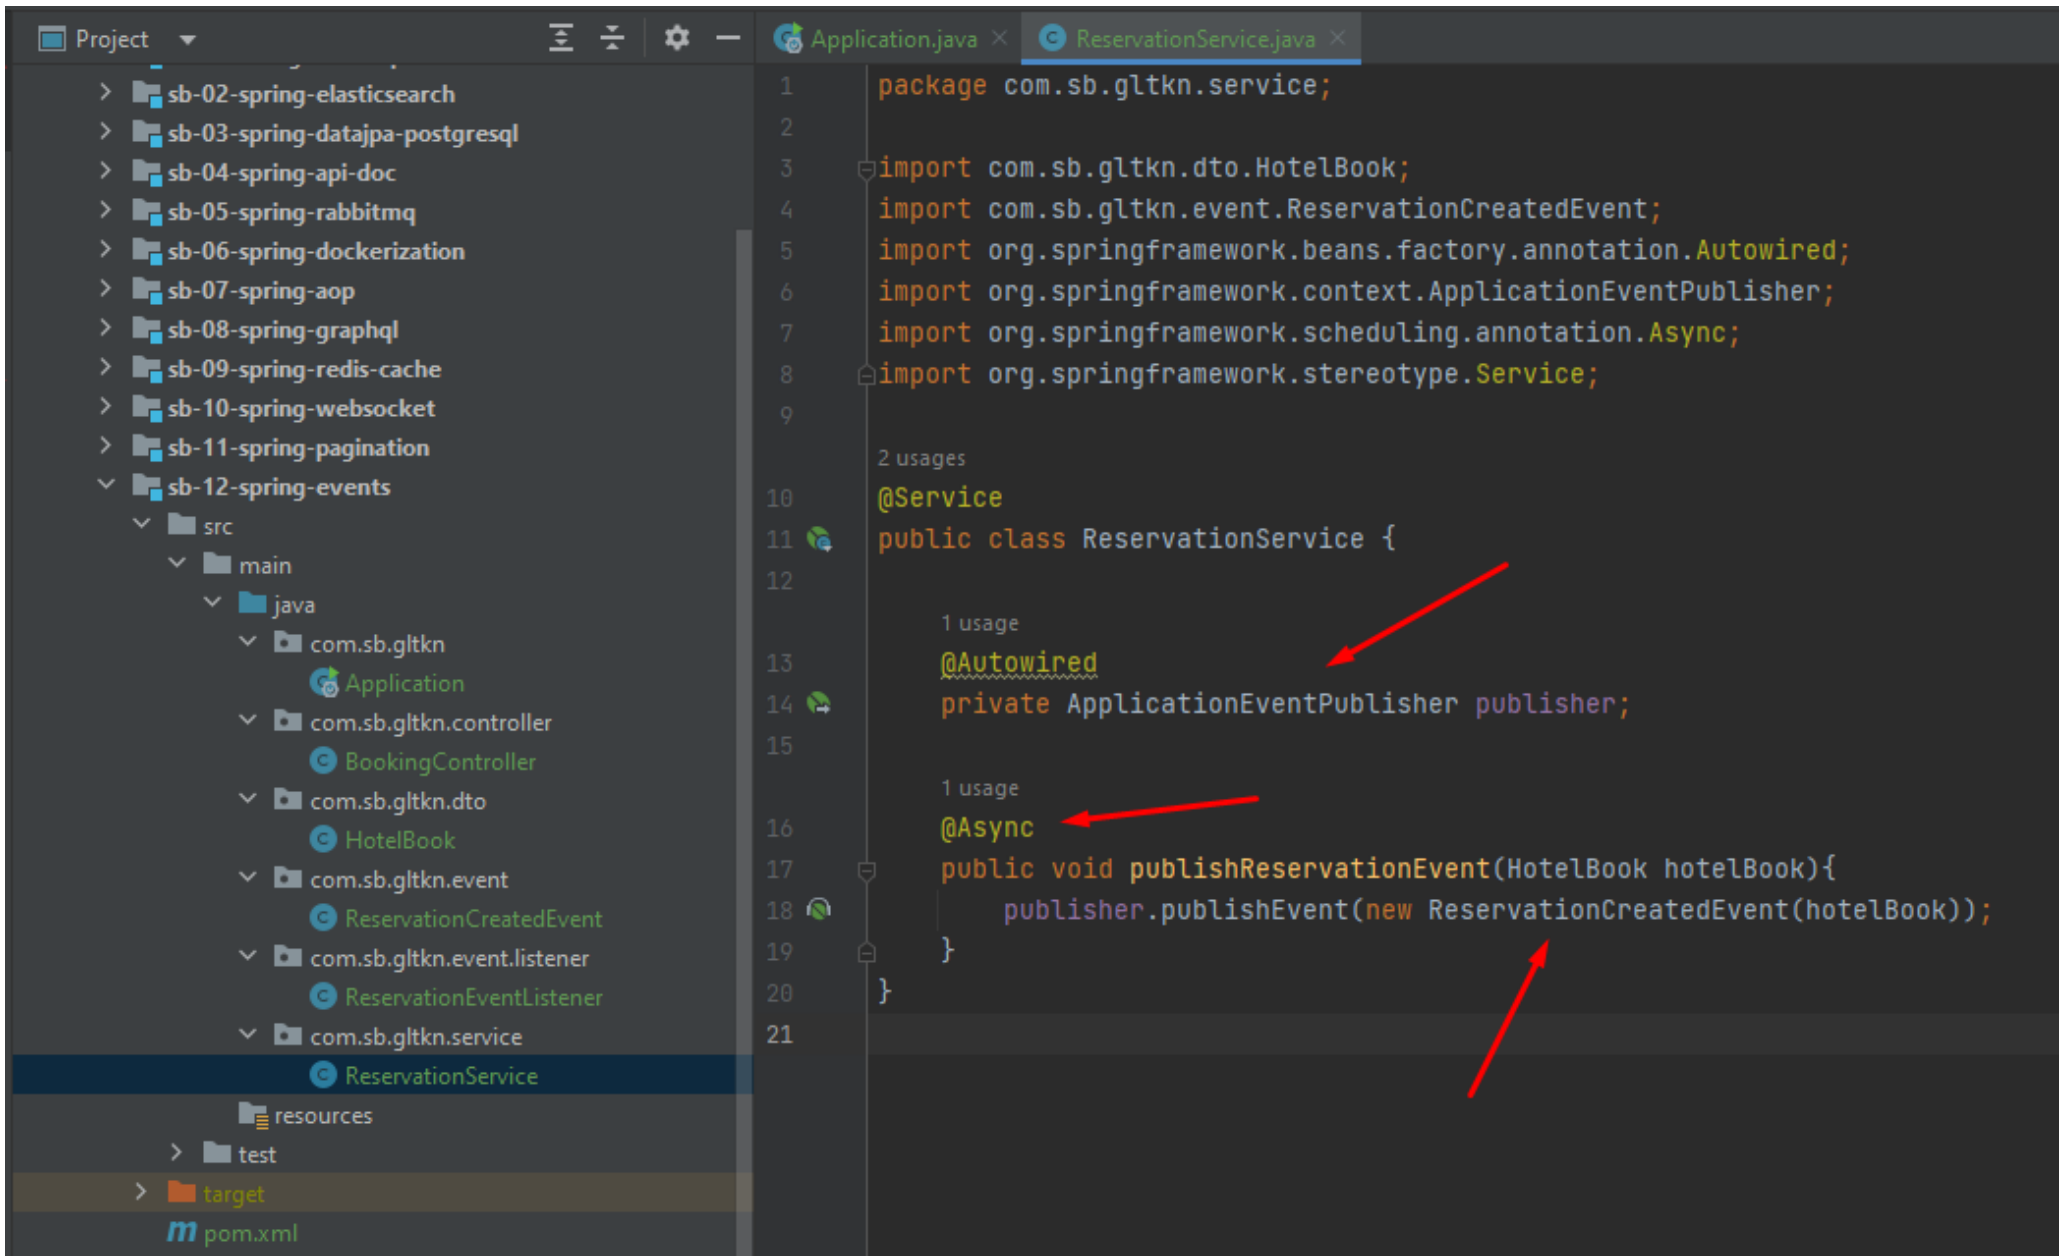 Project
sb-02-spring-elasticsearch
sb-03-spring-datajpa-postgresql
sb-04-spring-api-doc
sb-05-spring-rabbitmq
sb-06-spring-dockerization
sb-07-spring-aop
sb-08-spring-graphql
sb-09-spring-redis-cache
sb-10-spring-websocket
sb-11-spring-pagination
sb-12-spring-events
src
main
java
com.sb.gltkn
Application
com.sb.gltkn.controller
BookingController
com.sb.gltkn.dto
HotelBook
com.sb.gltkn.event
ReservationCreatedEvent
com.sb.gltkn.event.listener
ReservationEventListener
com.sb.gltkn.service
ReservationService
resources
test
target
pom.xml
Application.java ReservationService.java
1 package com.sb.gltkn.service;
2
3 import com.sb.gltkn.dto.HotelBook;
4 import com.sb.gltkn.event.ReservationCreatedEvent;
5 import org.springframework.beans.factory.annotation.Autowired;
6 import org.springframework.context.ApplicationEventPublisher;
7 import org.springframework.scheduling.annotation.Async;
8 import org.springframework.stereotype.Service;
9
2 usages
10 @Service
11 public class ReservationService {
12
1 usage
13 @Autowired
14 private ApplicationEventPublisher publisher;
15
1 usage
16 @Async
17 public void publishReservationEvent(HotelBook hotelBook){
18 publisher.publishEvent(new ReservationCreatedEvent(hotelBook));
19 }
20 }
21